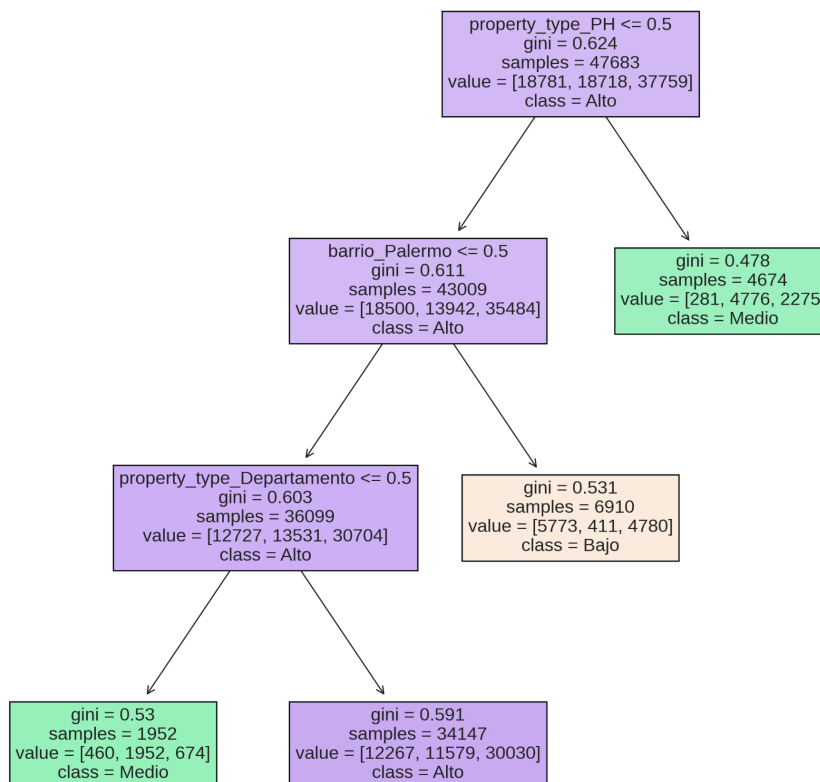 property_type_PH <= 0.5
gini = 0.624
samples = 47683
value = [18781, 18718, 37759]
class = Alto
barrio_Palermo <= 0.5
gini = 0.611
samples = 43009
value = [18500, 13942, 35484]
class = Alto
gini = 0.478
samples = 4674
value = [281, 4776, 2275
class = Medio
property_type_Departamento <= 0.5
gini = 0.603
samples = 36099
value = [12727, 13531, 30704]
class = Alto
gini = 0.531
samples = 6910
value = [5773, 411, 4780]
class = Bajo
gini = 0.53
samples = 1952
value = [460, 1952, 674]
class = Medio
gini = 0.591
samples = 34147
value = [12267, 11579, 30030]
class = Alto